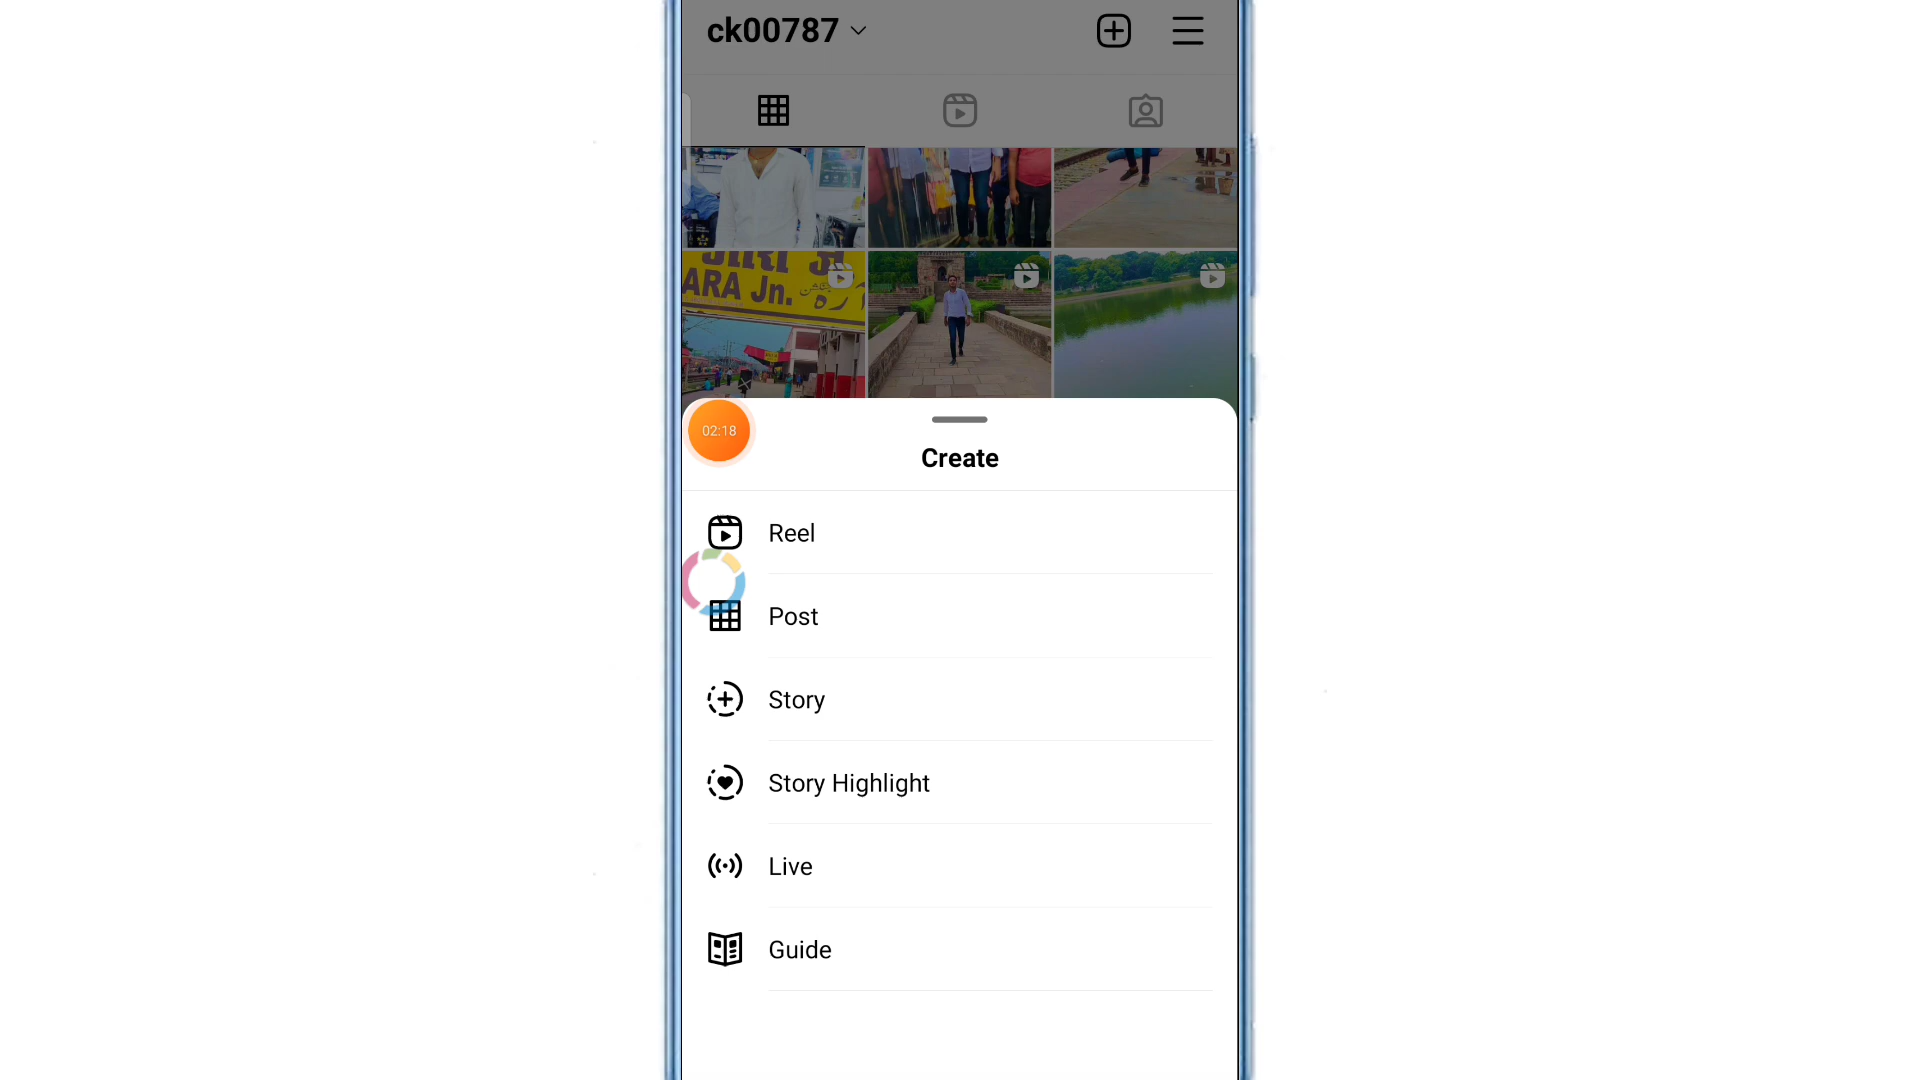 ck00787
ARA Jn.
02:18
Create
Reel
Post
Story
Story Highlight
Live
Guide